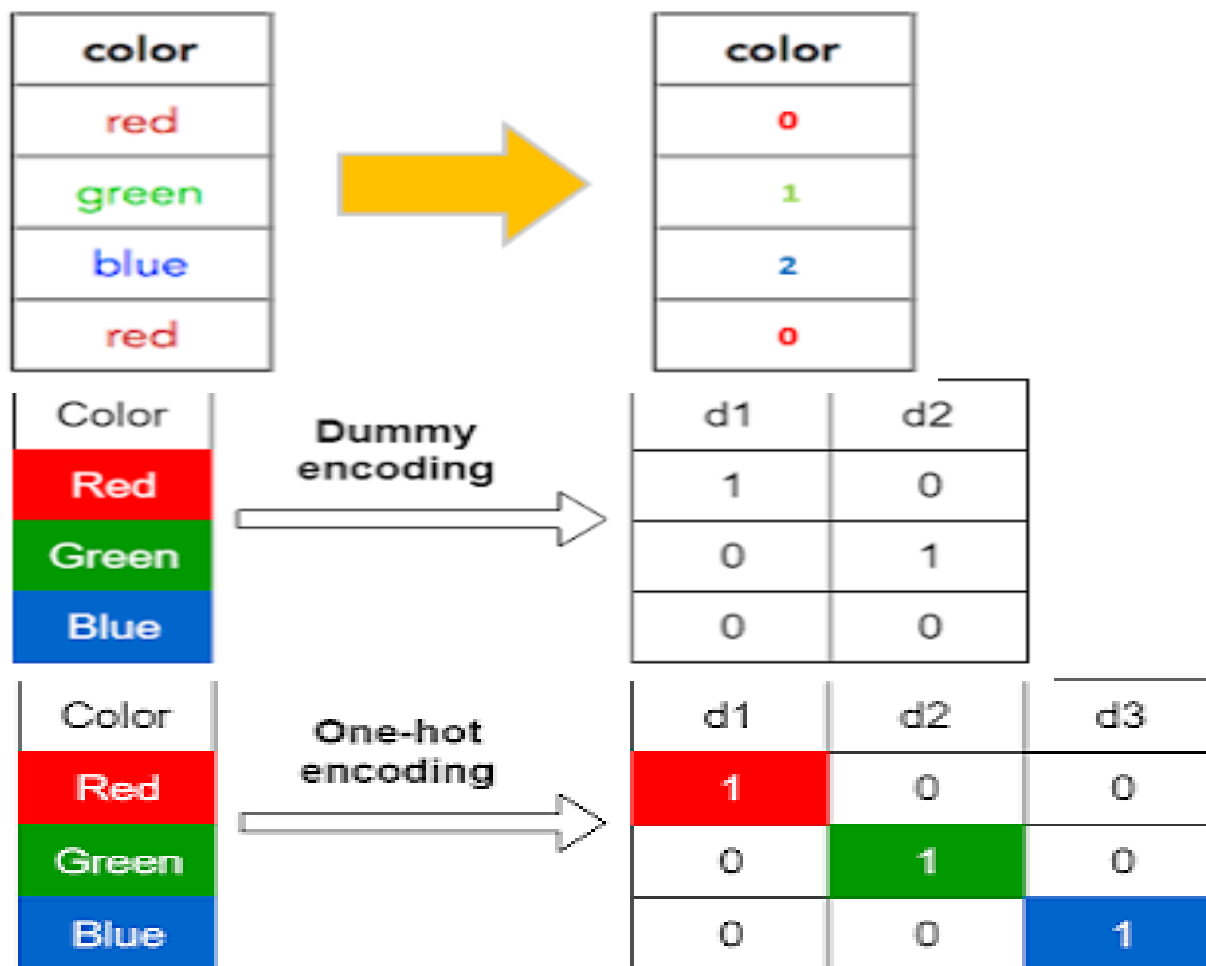 color color
red 0
green 1
blue 2
red 0
Color Dummy encoding d1 d2
Red 1 0
Green 0 1
Blue 0 0
Color One-hot encoding d1 d2 d3
Red 1 0 0
Green 0 1 0
Blue 0 0 1